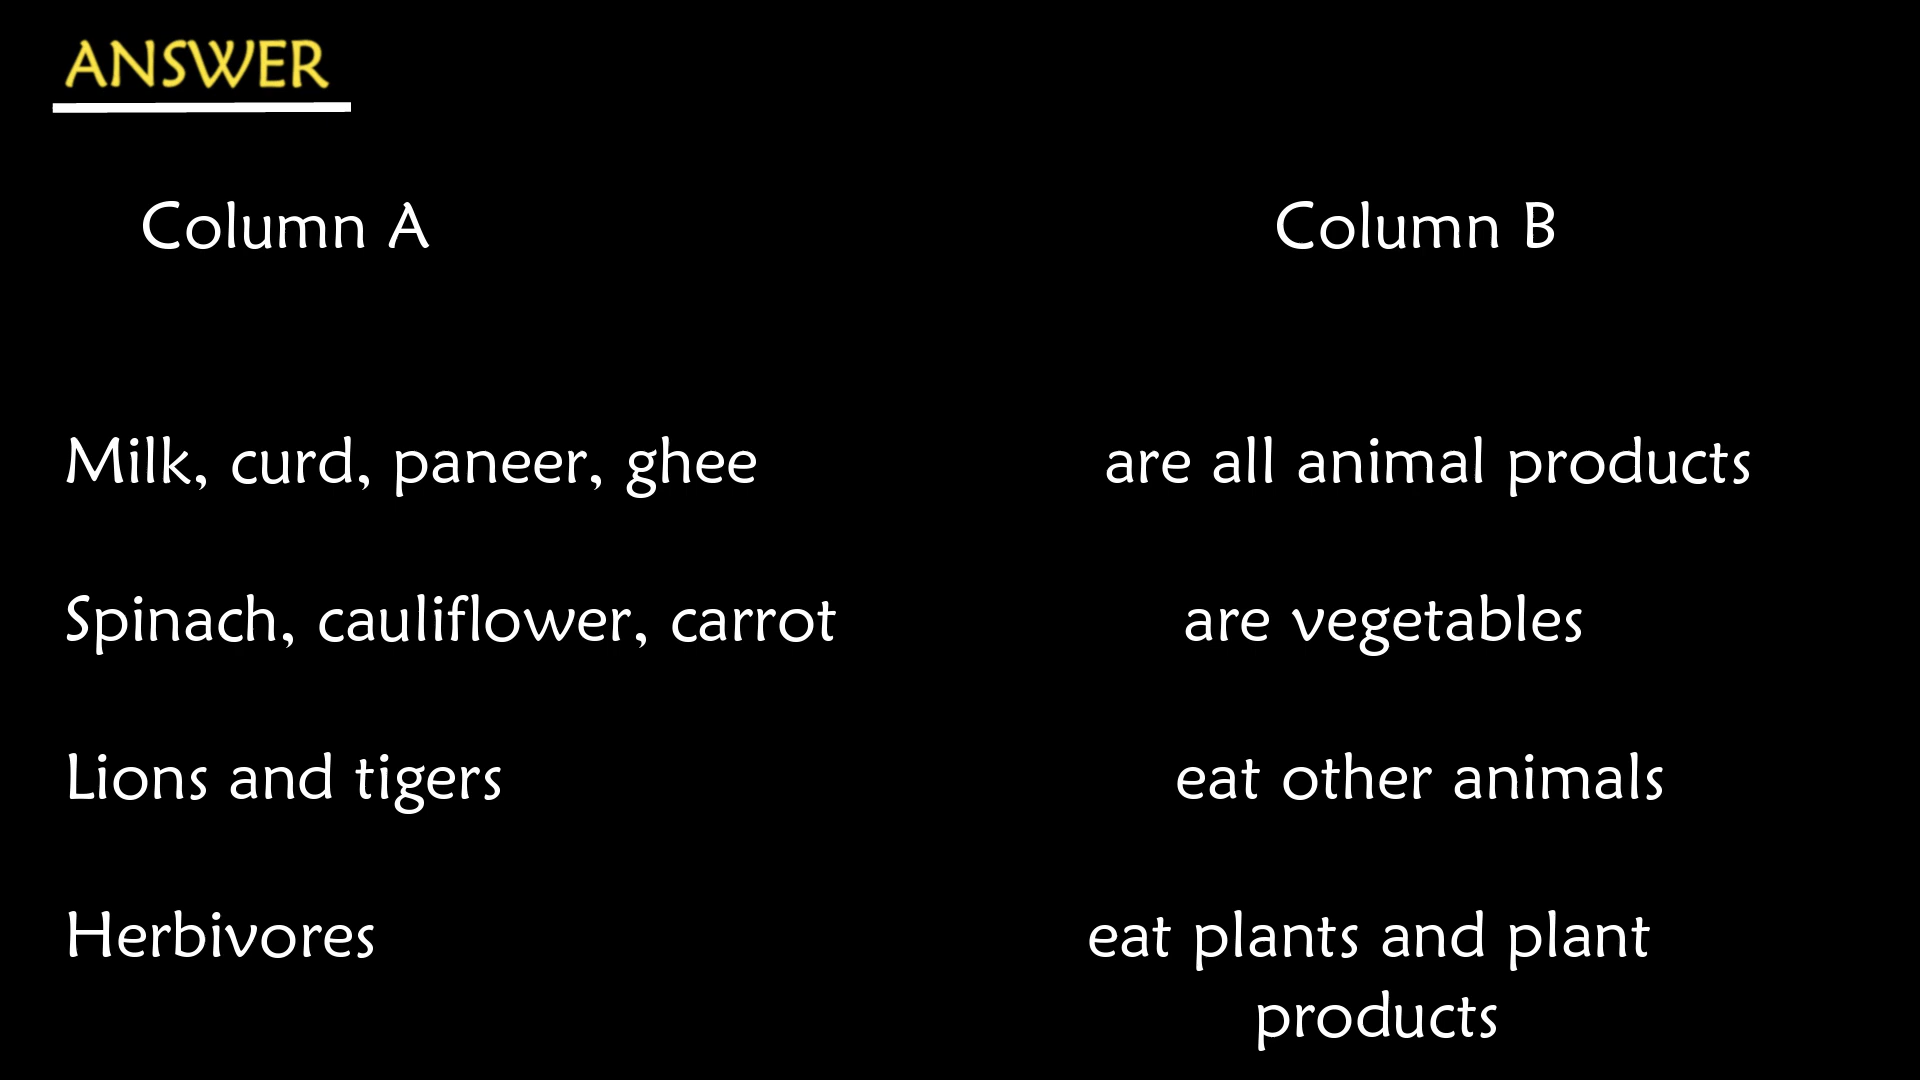 ANSWER
Column A Column B
Milk, curd, paneer, ghee are all animal products
Spinach, cauliflower, carrot are vegetables
Lions and tigers eat other animals
Herbivores eat plants and plant
products